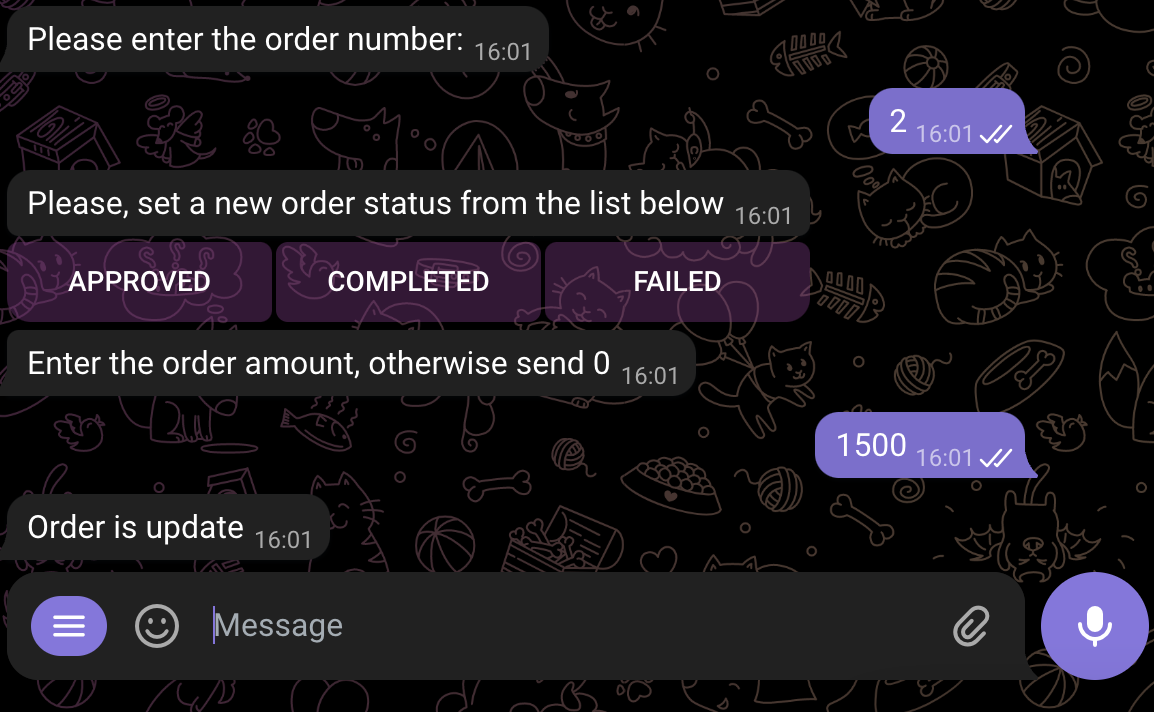 Please enter the order number: 16:01
2 16:01
Please, set a new order status from the list below 16:01
APPROVED COMPLETED FAILED
Enter the order amount, otherwise send 0 16:01
1500 16:01
Order is update 16:01
Message